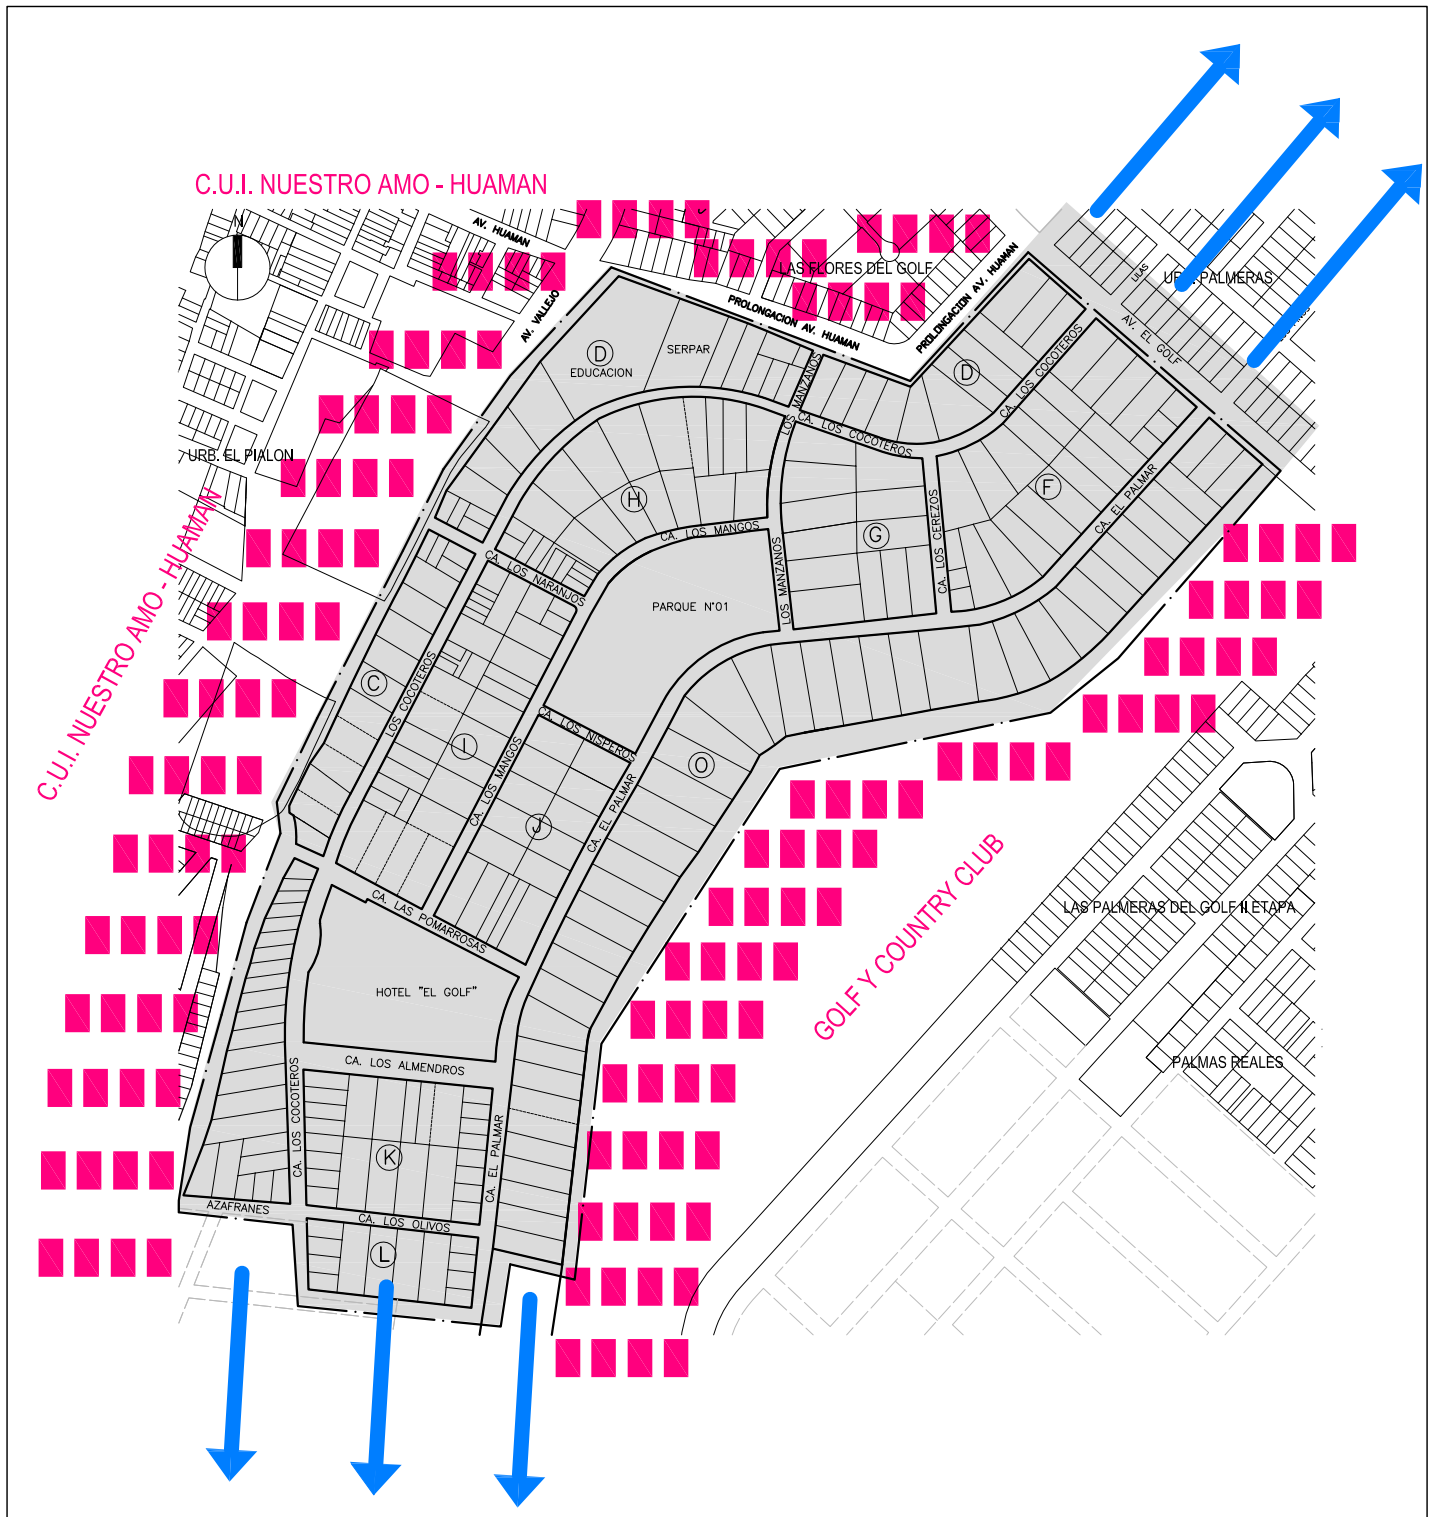 C.U.I. NUESTRO AMO - HUAMAN
N
AV. HUAMAN
LAS FLORES DEL GOLF
PROLONGACION AV. HUAMAN
LILAS
AV. VALLEJO
PROLONGACION AV. HUAMAN
AV. EL GOLF
D
EDUCACION
SERPAR
LOS MANZANOS
D
CA. LOS COCOTEROS
CA. LOS COCOTEROS
URB. EL PIALON
C.U.I. NUESTRO AMO - HUAMAN
H
CA. LOS MANGOS
G
F
CA. EL PALMAR
CA. LOS CEREZOS
CA. LOS NARANJOS
PARQUE N°01
LOS MANZANOS
C
LOS COCOTEROS
I
CA. LOS MANGOS
CA. LOS NISPEROS
O
J
CA. EL PALMAR
GOLF Y COUNTRY CLUB
LAS PALMERAS DEL GOLF II ETAPA
CA. LAS POMARROSAS
HOTEL "EL GOLF"
PALMAS REALES
CA. LOS ALMENDROS
CA. LOS COCOTEROS
CA. EL PALMAR
K
AZAFRANES
CA. LOS OLIVOS
L